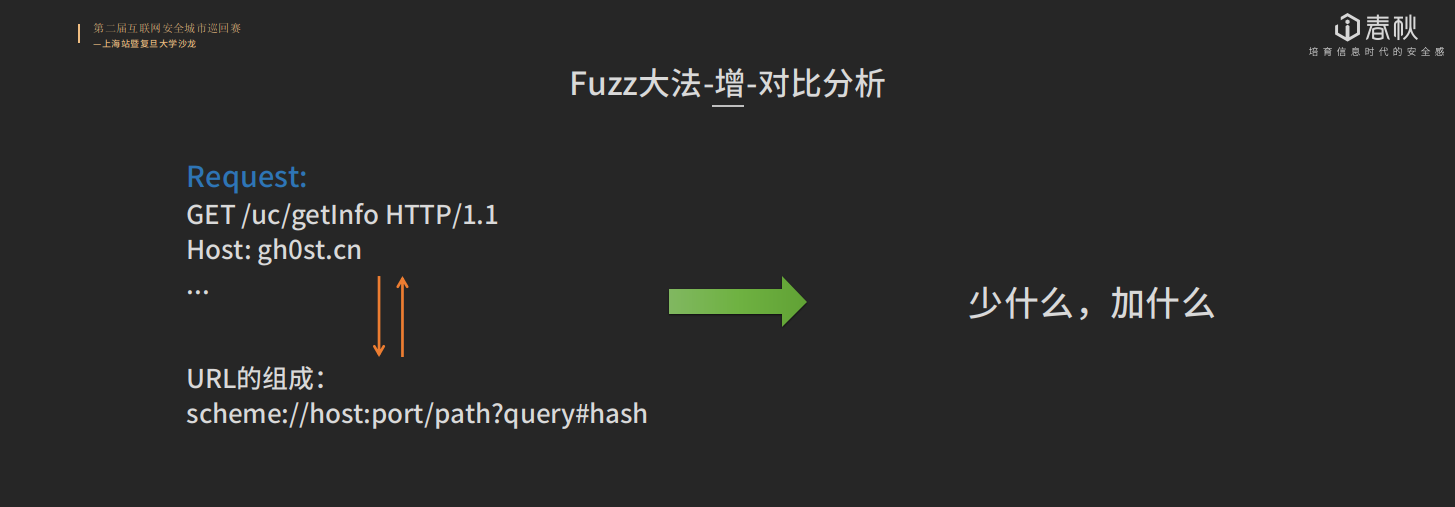 第二届互联网安全城市巡回赛
—上海站暨复旦大学沙龙
春秋
培育信息时代的安全感
Fuzz大法-增-对比分析
Request:
GET /uc/getInfo HTTP/1.1
Host: gh0st.cn
...
少什么，加什么
URL的组成：
scheme://host:port/path?query#hash